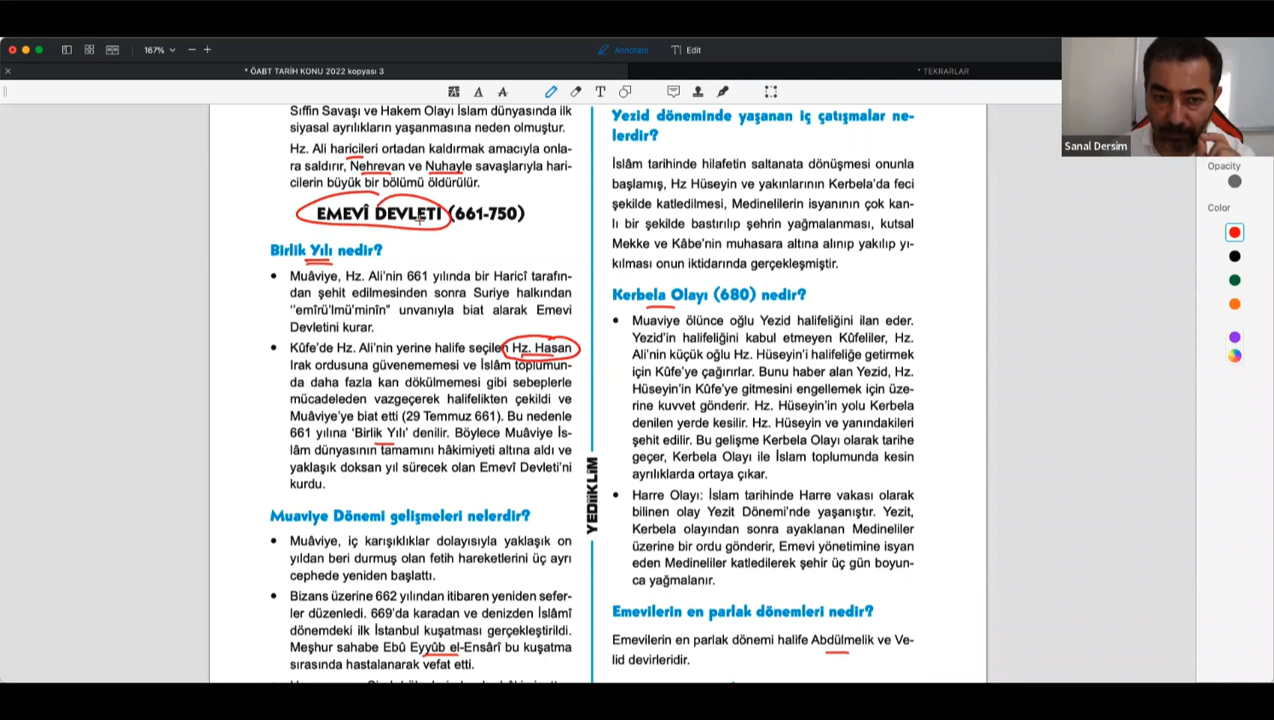 167%
Annotate
Edit
* ÖABT TARİH KONU 2022 kopyası 3
* TEKRARLAR
Sanal Dersim
Opacity
Color
Sıffin Savaşı ve Hakem Olayı İslam dünyasında ilk
siyasal ayrılıkların yaşanmasına neden olmuştur.
Hz. Ali haricileri ortadan kaldırmak amacıyla onla-
ra saldırır, Nehrevan ve Nuhayle savaşlarıyla hari-
cilerin büyük bir bölümü öldürülür.
EMEVÎ DEVLETİ (661-750)
Birlik Yılı nedir?
• Muâviye, Hz. Ali'nin 661 yılında bir Haricî tarafın-
dan şehit edilmesinden sonra Suriye halkından
"emîrü'lmü'minîn" unvanıyla biat alarak Emevi
Devletini kurar.
• Kûfe'de Hz. Ali'nin yerine halife seçilen Hz. Hasan
Irak ordusuna güvenememesi ve İslâm toplumun-
da daha fazla kan dökülmemesi gibi sebeplerle
mücadeleden vazgeçerek halifelikten çekildi ve
Muâviye'ye biat etti (29 Temmuz 661). Bu nedenle
661 yılına 'Birlik Yılı' denilir. Böylece Muâviye İs-
lâm dünyasının tamamını hâkimiyeti altına aldı ve
yaklaşık doksan yıl sürecek olan Emevî Devleti'ni
kurdu.
Muaviye Dönemi gelişmeleri nelerdir?
• Muâviye, iç karışıklıklar dolayısıyla yaklaşık on
yıldan beri durmuş olan fetih hareketlerini üç ayrı
cephede yeniden başlattı.
• Bizans üzerine 662 yılından itibaren yeniden sefer-
ler düzenledi. 669'da karadan ve denizden İslâmî
dönemdeki ilk İstanbul kuşatması gerçekleştirildi.
Meşhur sahabe Ebû Eyyûb el-Ensârî bu kuşatma
sırasında hastalanarak vefat etti.
YEDİİKLİM
Yezid döneminde yaşanan iç çatışmalar ne-
lerdir?
İslâm tarihinde hilafetin saltanata dönüşmesi onunla
başlamış, Hz Hüseyin ve yakınlarının Kerbela'da feci
şekilde katledilmesi, Medinelilerin isyanının çok kan-
lı bir şekilde bastırılıp şehrin yağmalanması, kutsal
Mekke ve Kâbe'nin muhasara altına alınıp yakılıp yı-
kılması onun iktidarında gerçekleşmiştir.
Kerbela Olayı (680) nedir?
• Muaviye ölünce oğlu Yezid halifeliğini ilan eder.
Yezid'in halifeliğini kabul etmeyen Kûfeliler, Hz.
Ali'nin küçük oğlu Hz. Hüseyin'i halifeliğe getirmek
için Kûfe'ye çağırırlar. Bunu haber alan Yezid, Hz.
Hüseyin'in Kûfe'ye gitmesini engellemek için üze-
rine kuvvet gönderir. Hz. Hüseyin'in yolu Kerbela
denilen yerde kesilir. Hz. Hüseyin ve yanındakileri
şehit edilir. Bu gelişme Kerbela Olayı olarak tarihe
geçer, Kerbela Olayı ile İslam toplumunda kesin
ayrılıklarda ortaya çıkar.
• Harre Olayı: İslam tarihinde Harre vakası olarak
bilinen olay Yezit Dönemi'nde yaşanıştır. Yezit,
Kerbela olayından sonra ayaklanan Medineliler
üzerine bir ordu gönderir, Emevi yönetimine isyan
eden Medineliler katledilerek şehir üç gün boyun-
ca yağmalanır.
Emevilerin en parlak dönemleri nedir?
Emevilerin en parlak dönemi halife Abdülmelik ve Ve-
lid devirleridir.